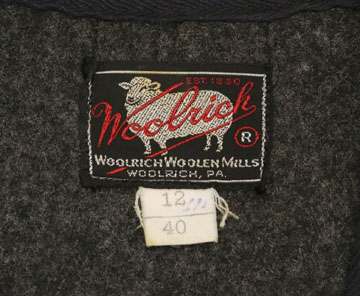 EST. 1830
Woolrich
®
WOOLRICH WOOLEN MILLS
WOOLRICH, PA.
12
40